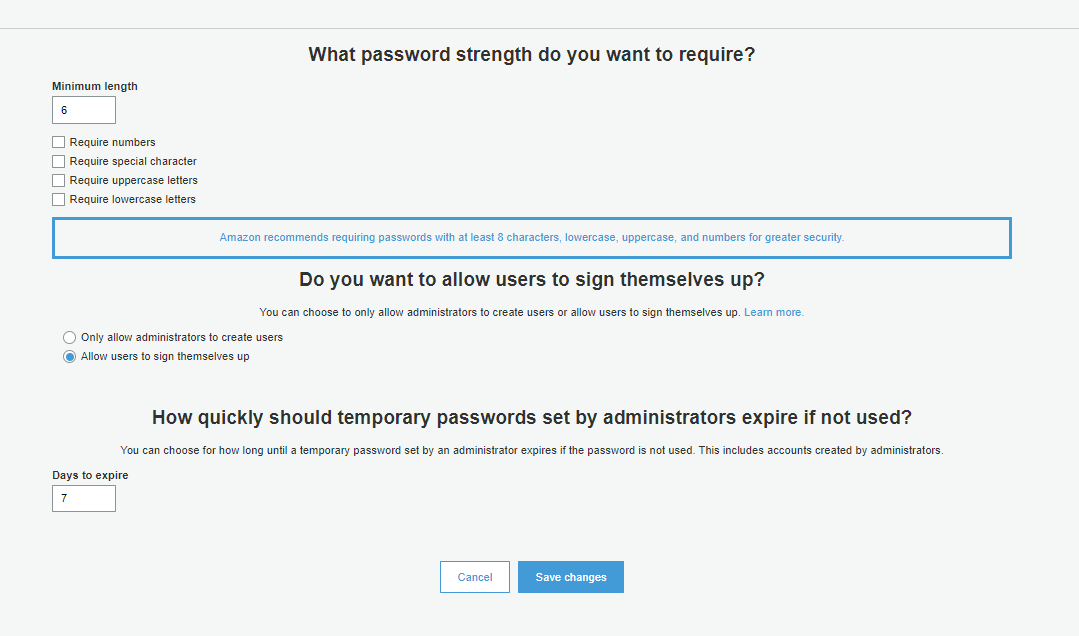 What password strength do you want to require?
Minimum length
6
Require numbers
Require special character
Require uppercase letters
Require lowercase letters
Amazon recommends requiring passwords with at least 8 characters, lowercase, uppercase, and numbers for greater security.
Do you want to allow users to sign themselves up?
You can choose to only allow administrators to create users or allow users to sign themselves up. Learn more.
Only allow administrators to create users
Allow users to sign themselves up
How quickly should temporary passwords set by administrators expire if not used?
You can choose for how long until a temporary password set by an administrator expires if the password is not used. This includes accounts created by administrators.
Days to expire
7
Cancel Save changes